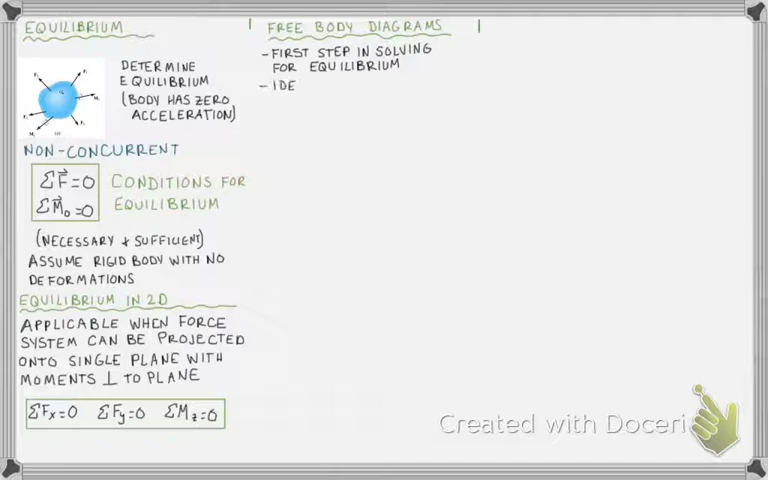 EQUILIBRIUM
DETERMINE
EQUILIBRIUM
(BODY HAS ZERO
ACCELERATION)
NON-CONCURRENT
ΣF⃗=0
ΣM⃗₀=0
CONDITIONS FOR
EQUILIBRIUM
(NECESSARY + SUFFICIENT)
ASSUME RIGID BODY WITH NO
DEFORMATIONS
EQUILIBRIUM IN 2D
APPLICABLE WHEN FORCE
SYSTEM CAN BE PROJECTED
ONTO SINGLE PLANE WITH
MOMENTS ⊥ TO PLANE
ΣFx=0 ΣFy=0 ΣMz=0
FREE BODY DIAGRAMS
- FIRST STEP IN SOLVING
FOR EQUILIBRIUM
- IDE
Created with Doceri